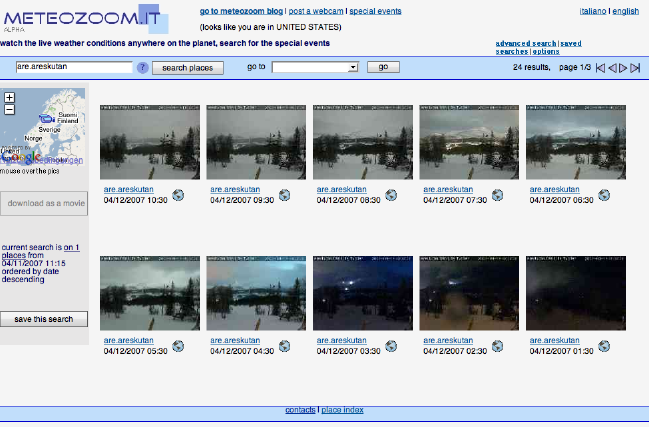 METEOZOOM.IT
ALPHA
go to meteozoom blog | post a webcam | special events
italiano | english
(looks like you are in UNITED STATES)
watch the live weather conditions anywhere on the planet, search for the special events
advanced search | saved
searches | options
are.areskutan
?
search places
go to
go
24 results, page 1/3
+
-
Suomi
Finland
Sverige
Norge
United
mouse over the pics
download as a movie
current search is on 1
places from
04/11/2007 11:15
ordered by date
descending
save this search
are.areskutan
04/12/2007 10:30
are.areskutan
04/12/2007 09:30
are.areskutan
04/12/2007 08:30
are.areskutan
04/12/2007 07:30
are.areskutan
04/12/2007 06:30
are.areskutan
04/12/2007 05:30
are.areskutan
04/12/2007 04:30
are.areskutan
04/12/2007 03:30
are.areskutan
04/12/2007 02:30
are.areskutan
04/12/2007 01:30
contacts | place index